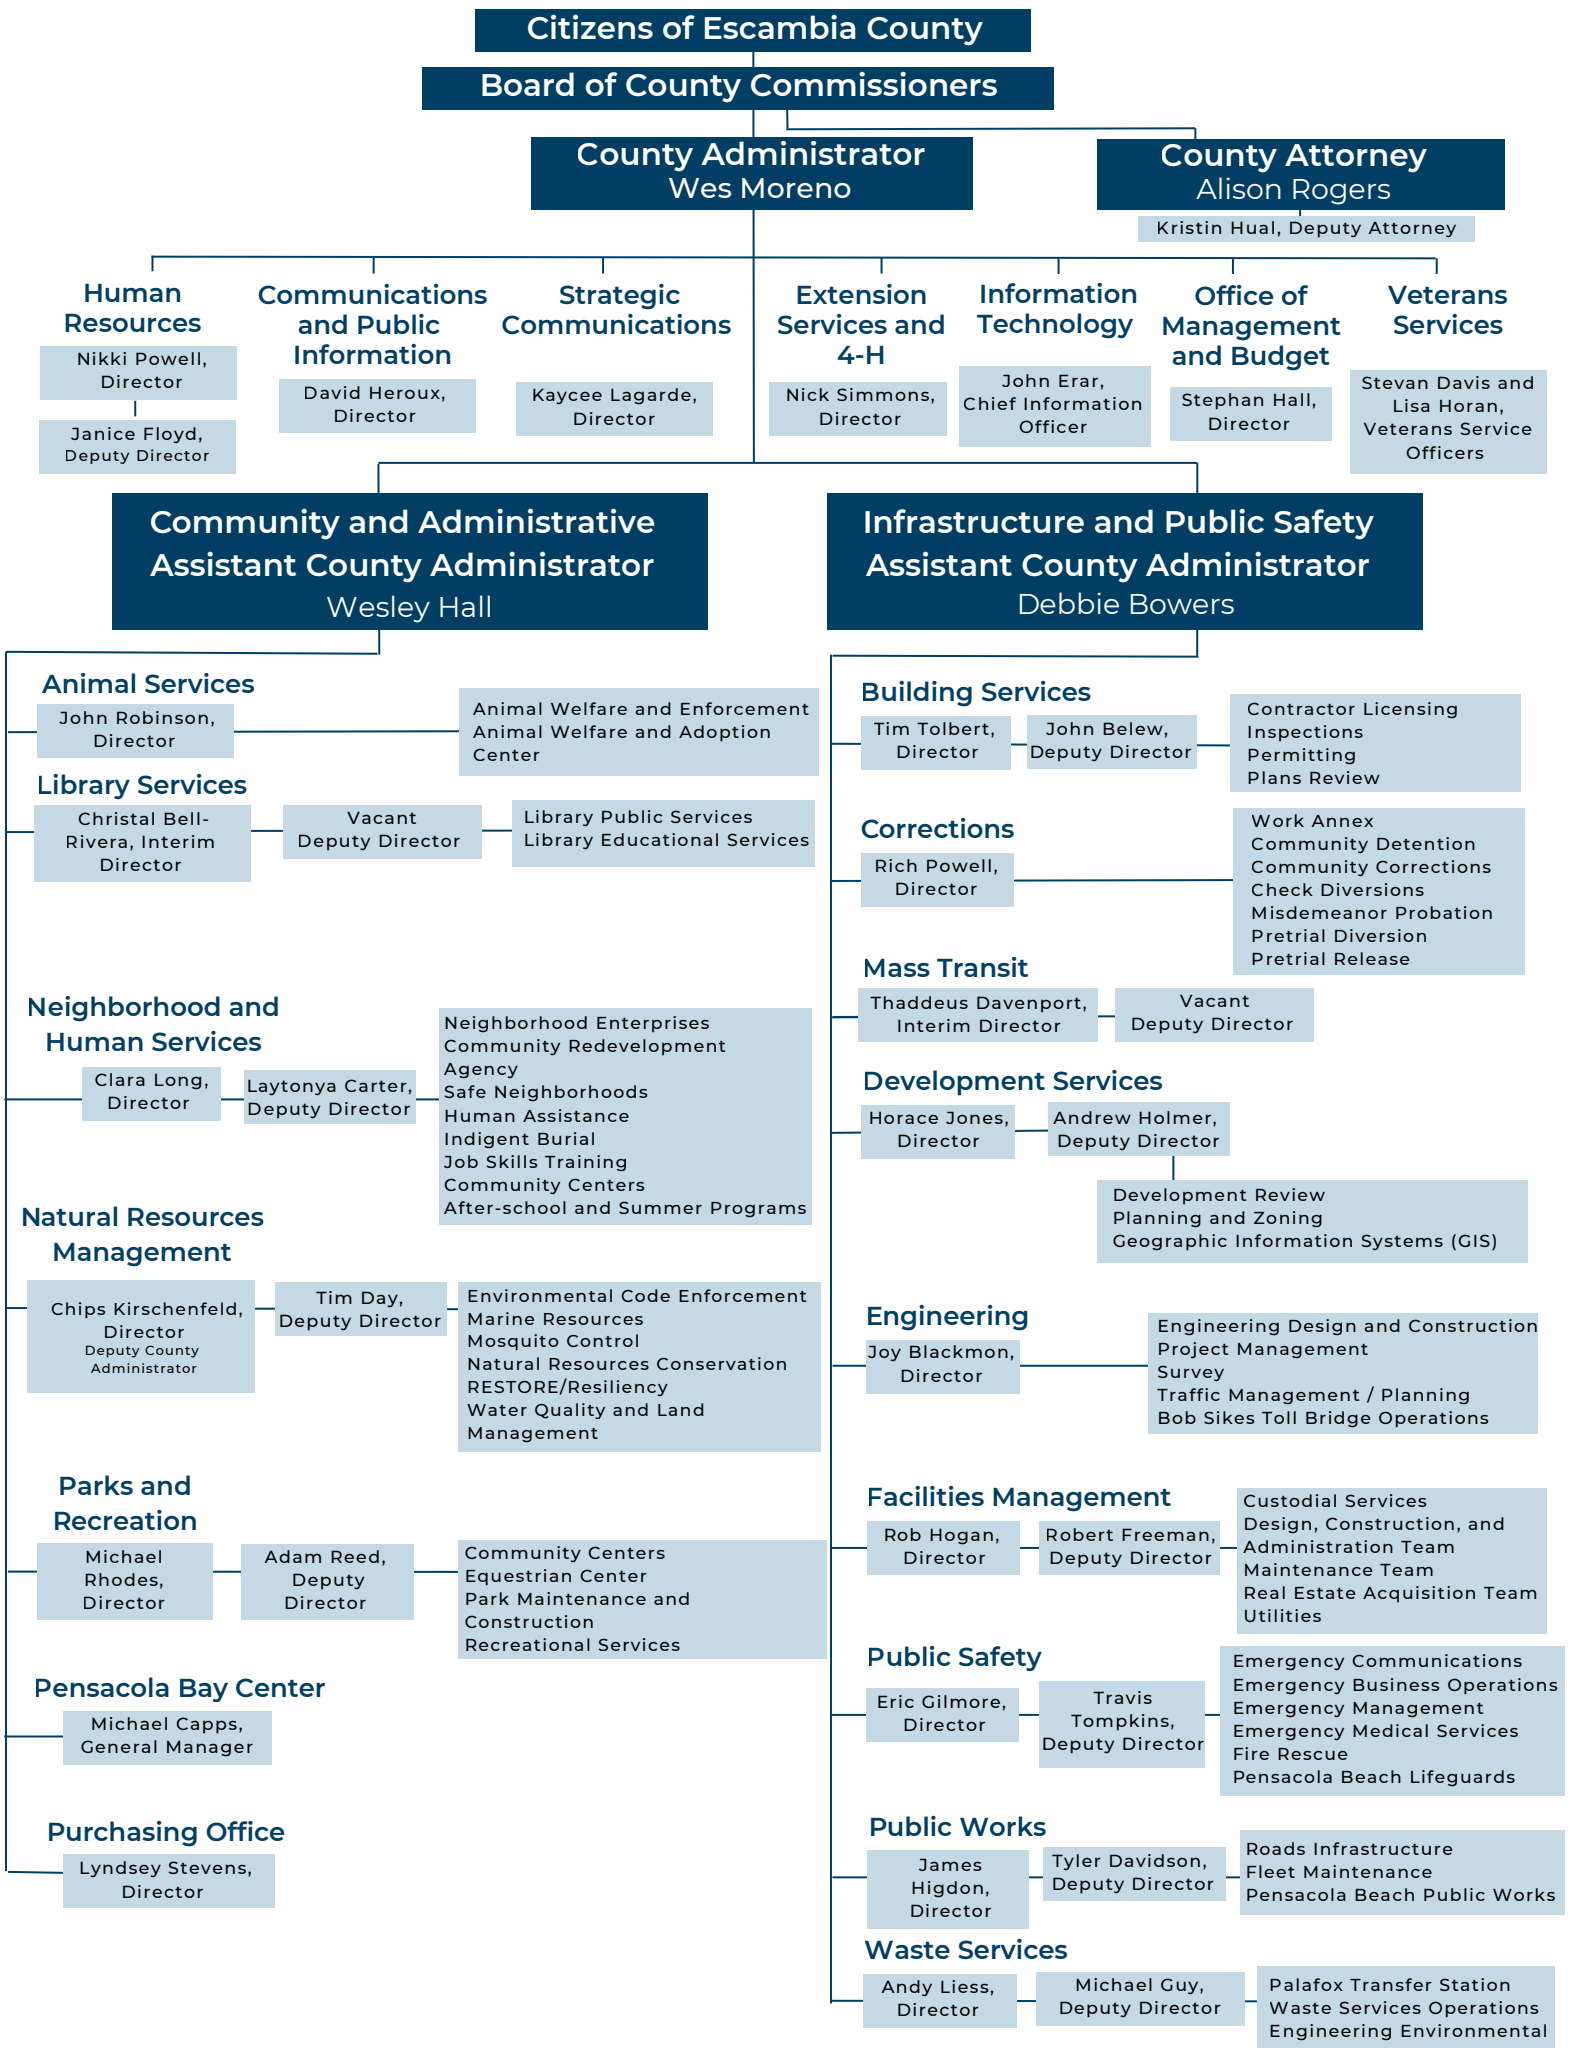 Citizens of Escambia County
Board of County Commissioners
County Administrator
Wes Moreno
County Attorney
Alison Rogers
Kristin Hual, Deputy Attorney
Human
Resources
Nikki Powell,
Director
Janice Floyd,
Deputy Director
Communications
and Public
Information
David Heroux,
Director
Strategic
Communications
Kaycee Lagarde,
Director
Extension
Services and
4-H
Nick Simmons,
Director
Information
Technology
John Erar,
Chief Information
Officer
Office of
Management
and Budget
Stephan Hall,
Director
Veterans
Services
Stevan Davis and
Lisa Horan,
Veterans Service
Officers
Community and Administrative
Assistant County Administrator
Wesley Hall
Animal Services
John Robinson,
Director
Animal Welfare and Enforcement
Animal Welfare and Adoption
Center
Library Services
Christal Bell-
Rivera, Interim
Director
Vacant
Deputy Director
Library Public Services
Library Educational Services
Neighborhood and
Human Services
Clara Long,
Director
Laytonya Carter,
Deputy Director
Neighborhood Enterprises
Community Redevelopment
Agency
Safe Neighborhoods
Human Assistance
Indigent Burial
Job Skills Training
Community Centers
After-school and Summer Programs
Natural Resources
Management
Chips Kirschenfeld,
Director
Deputy County
Administrator
Tim Day,
Deputy Director
Environmental Code Enforcement
Marine Resources
Mosquito Control
Natural Resources Conservation
RESTORE/Resiliency
Water Quality and Land
Management
Parks and
Recreation
Michael
Rhodes,
Director
Adam Reed,
Deputy
Director
Community Centers
Equestrian Center
Park Maintenance and
Construction
Recreational Services
Pensacola Bay Center
Michael Capps,
General Manager
Purchasing Office
Lyndsey Stevens,
Director
Infrastructure and Public Safety
Assistant County Administrator
Debbie Bowers
Building Services
Tim Tolbert,
Director
John Belew,
Deputy Director
Contractor Licensing
Inspections
Permitting
Plans Review
Corrections
Rich Powell,
Director
Work Annex
Community Detention
Community Corrections
Check Diversions
Misdemeanor Probation
Pretrial Diversion
Pretrial Release
Mass Transit
Thaddeus Davenport,
Interim Director
Vacant
Deputy Director
Development Services
Horace Jones,
Director
Andrew Holmer,
Deputy Director
Development Review
Planning and Zoning
Geographic Information Systems (GIS)
Engineering
Joy Blackmon,
Director
Engineering Design and Construction
Project Management
Survey
Traffic Management / Planning
Bob Sikes Toll Bridge Operations
Facilities Management
Rob Hogan,
Director
Robert Freeman,
Deputy Director
Custodial Services
Design, Construction, and
Administration Team
Maintenance Team
Real Estate Acquisition Team
Utilities
Public Safety
Eric Gilmore,
Director
Travis
Tompkins,
Deputy Director
Emergency Communications
Emergency Business Operations
Emergency Management
Emergency Medical Services
Fire Rescue
Pensacola Beach Lifeguards
Public Works
James
Higdon,
Director
Tyler Davidson,
Deputy Director
Roads Infrastructure
Fleet Maintenance
Pensacola Beach Public Works
Waste Services
Andy Liess,
Director
Michael Guy,
Deputy Director
Palafox Transfer Station
Waste Services Operations
Engineering Environmental